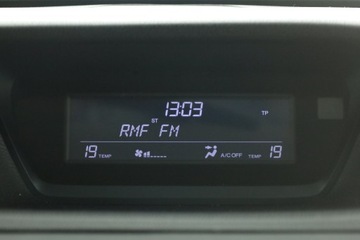 13:03
ST TP
RMF FM
19 TEMP A/C OFF TEMP 19